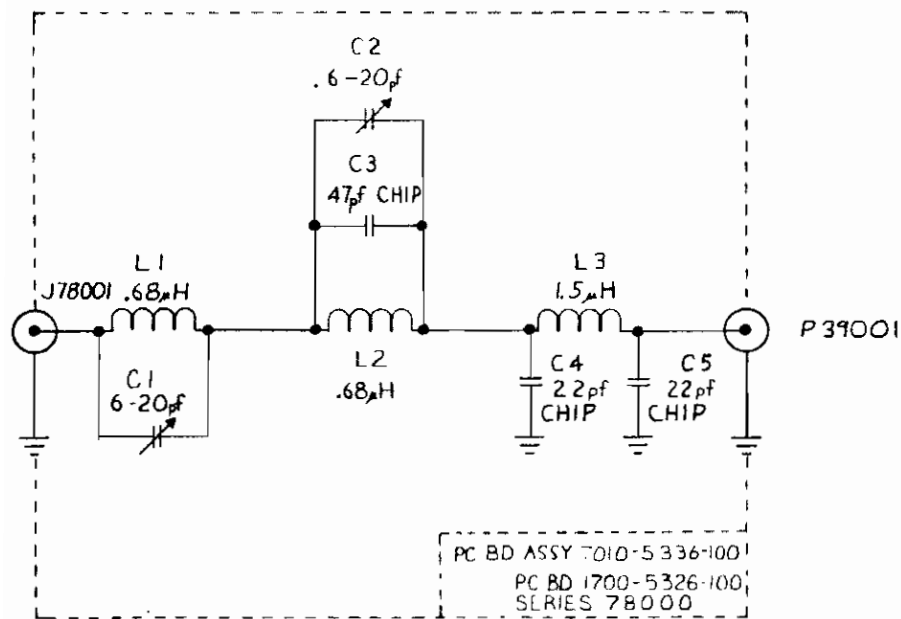 C2
.6-20pf
C3
47pf CHIP
L1
J78001 .68μH
C1
6-20pf
L2
.68μH
L3
1.5μH
P39001
C4
22pf
CHIP
C5
22pf
CHIP
PC BD ASSY 7010-5336-100
PC BD 1700-5326-100
SERIES 78000